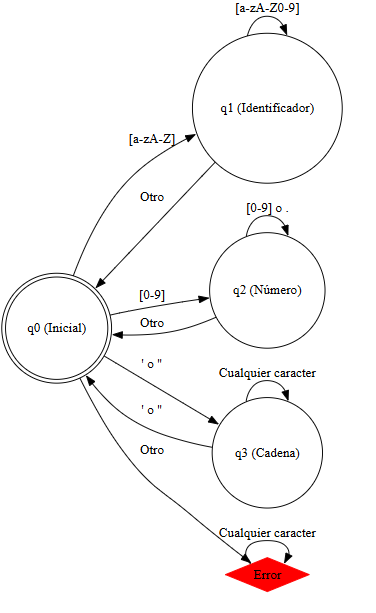 [a-zA-Z0-9]
q1 (Identificador)
[a-zA-Z]
Otro
[0-9] o .
[0-9]
q2 (Número)
Otro
q0 (Inicial)
' o "
Cualquier caracter
' o "
q3 (Cadena)
Otro
Cualquier caracter
Error